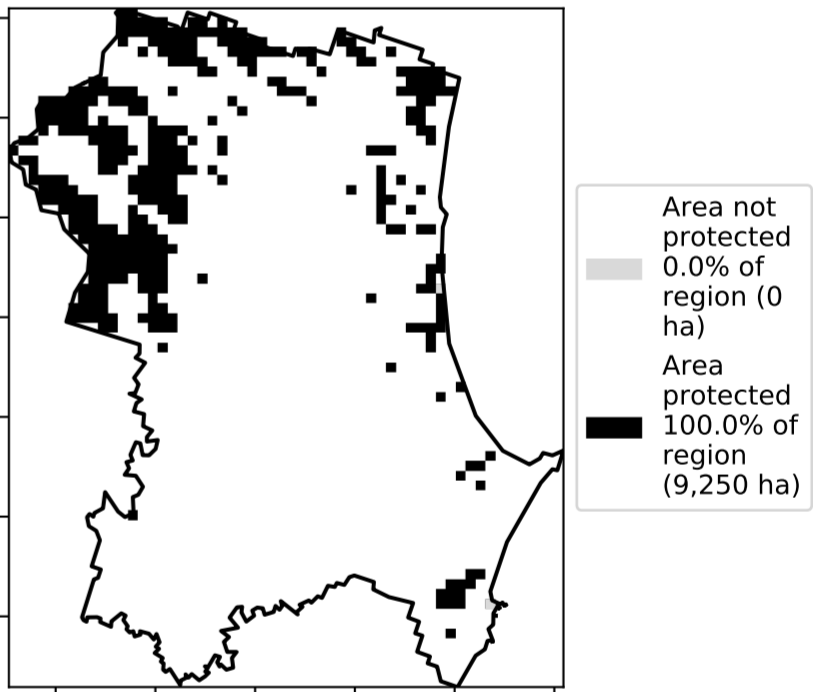 Area not
protected
0.0% of
region (0
ha)
Area
protected
100.0% of
region
(9,250 ha)